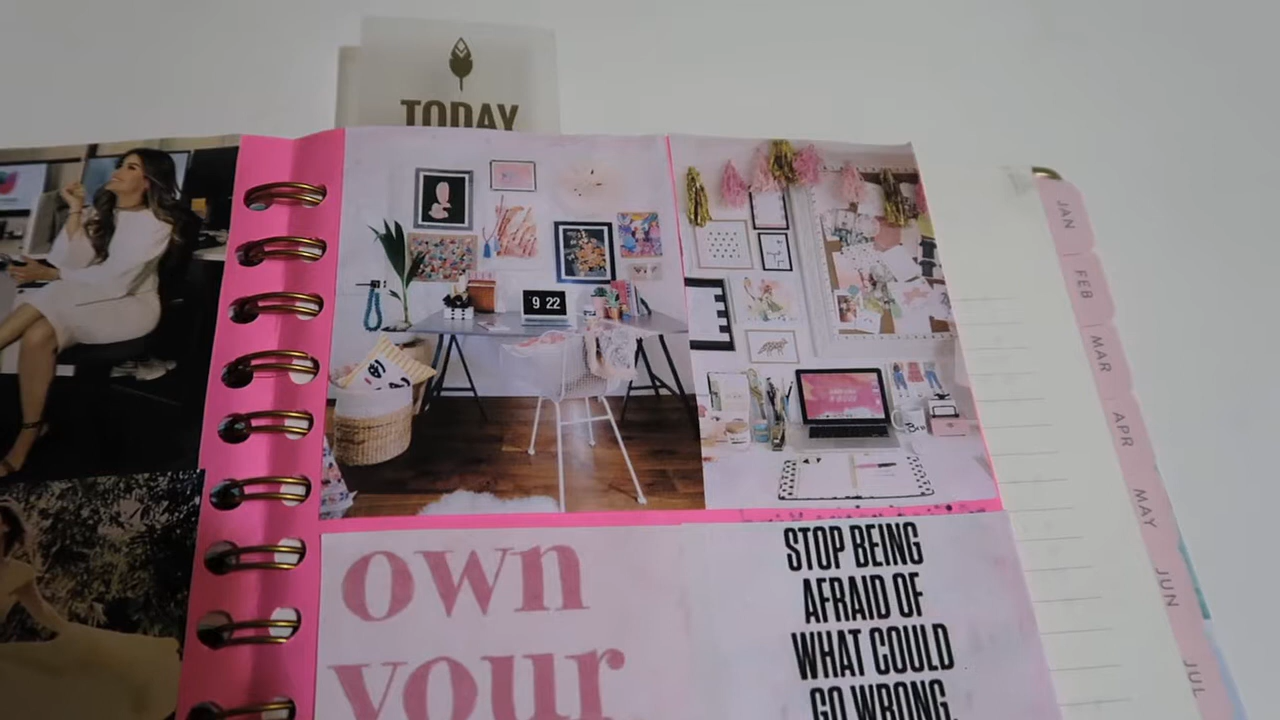 TODAY
9 22
own
your
STOP BEING
AFRAID OF
WHAT COULD
GO WRONG.
JAN
FEB
MAR
APR
MAY
JUN
JUL